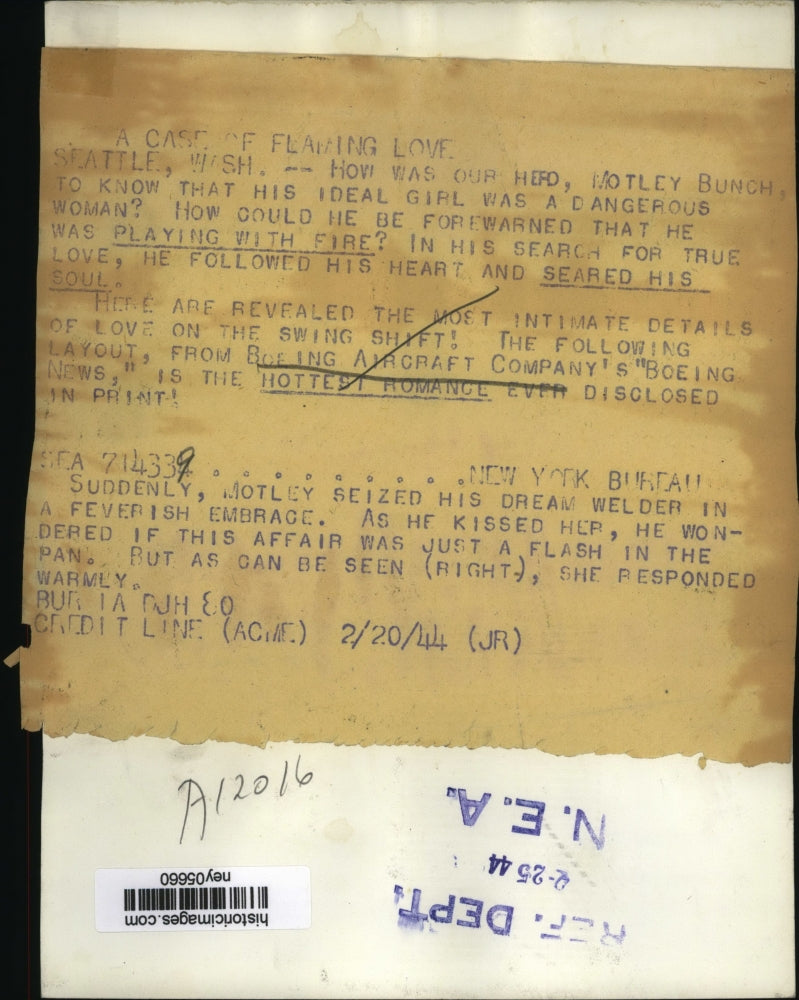 A CASE OF FLAMING LOVE
SEATTLE, WASH. -- HOW WAS OUR HERO, MOTLEY BUNCH,
TO KNOW THAT HIS IDEAL GIRL WAS A DANGEROUS
WOMAN? HOW COULD HE BE FOREWARNED THAT HE
WAS PLAYING WITH FIRE? IN HIS SEARCH FOR TRUE
LOVE, HE FOLLOWED HIS HEART AND SEARED HIS
SOUL.
HERE ARE REVEALED THE MOST INTIMATE DETAILS
OF LOVE ON THE SWING SHIFT! THE FOLLOWING
LAYOUT, FROM BOEING AIRCRAFT COMPANY'S "BOEING
NEWS," IS THE HOTTEST ROMANCE EVER DISCLOSED
IN PRINT!
SEA 714339 . . . . . . . . . NEW YORK BUREAU
SUDDENLY, MOTLEY SEIZED HIS DREAM WELDER IN
A FEVERISH EMBRACE. AS HE KISSED HER, HE WON-
DERED IF THIS AFFAIR WAS JUST A FLASH IN THE
PAN. BUT AS CAN BE SEEN (RIGHT), SHE RESPONDED
WARMLY.
BUR LA DJH 80
CREDIT LINE (ACME) 2/20/44 (JR)
A12016
N.E.A.
2-25 44
REF. DEPT.
ney05660
historicimages.com